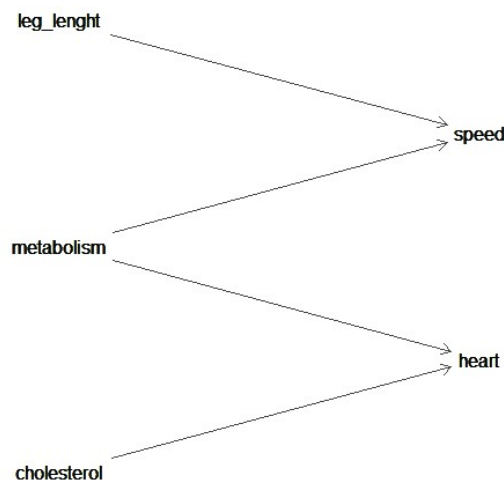 leg_lenght
speed
metabolism
heart
cholesterol